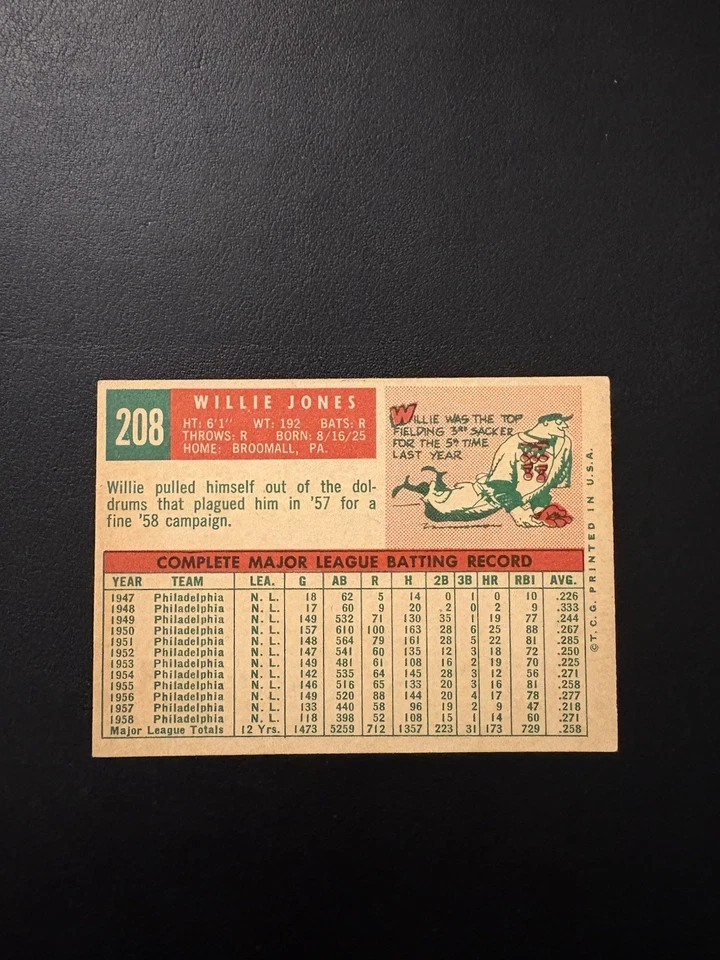 208
WILLIE JONES
HT: 6'1" WT: 192 BATS: R
THROWS: R BORN: 8/16/25
HOME: BROOMALL, PA.
WILLIE WAS THE TOP
FIELDING 3RD SACKER
FOR THE 5th TIME
LAST YEAR
Willie pulled himself out of the dol-
drums that plagued him in '57 for a
fine '58 campaign.
COMPLETE MAJOR LEAGUE BATTING RECORD
YEAR TEAM LEA. G AB R H 2B 3B HR RBI AVG.
1947 Philadelphia N. L. 18 62 5 14 0 1 0 10 .226
1948 Philadelphia N. L. 17 60 9 20 2 0 2 9 .333
1949 Philadelphia N. L. 149 532 71 130 35 1 19 77 .244
1950 Philadelphia N. L. 157 610 100 163 28 6 25 88 .267
1951 Philadelphia N. L. 148 564 79 161 28 5 22 81 .285
1952 Philadelphia N. L. 147 541 60 135 12 3 18 72 .250
1953 Philadelphia N. L. 149 481 61 108 16 2 19 70 .225
1954 Philadelphia N. L. 142 535 64 145 28 3 12 56 .271
1955 Philadelphia N. L. 146 516 65 133 20 3 16 81 .258
1956 Philadelphia N. L. 149 520 88 144 20 4 17 78 .277
1957 Philadelphia N. L. 133 440 58 96 19 2 9 47 .218
1958 Philadelphia N. L. 118 398 52 108 15 1 14 60 .271
Major League Totals 12 Yrs. 1473 5259 712 1357 223 31 173 729 .258
©T.C.G. PRINTED IN U.S.A.